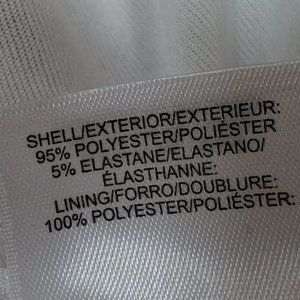 SHELL/EXTERIOR/EXTERIEUR:
95% POLYESTER/POLIÉSTER
5% ELASTANE/ELASTANO/
ÉLASTHANNE:
LINING/FORRO/DOUBLURE:
100% POLYESTER/POLIÉSTER: